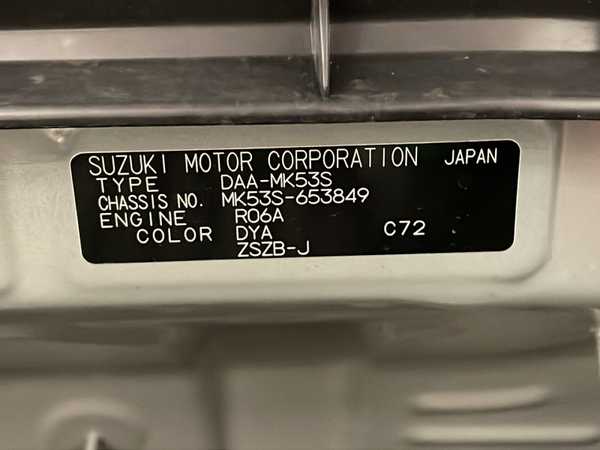 SUZUKI MOTOR CORPORATION JAPAN
TYPE DAA-MK53S
CHASSIS NO. MK53S-653849
ENGINE R06A
COLOR DYA C72
ZSZB-J